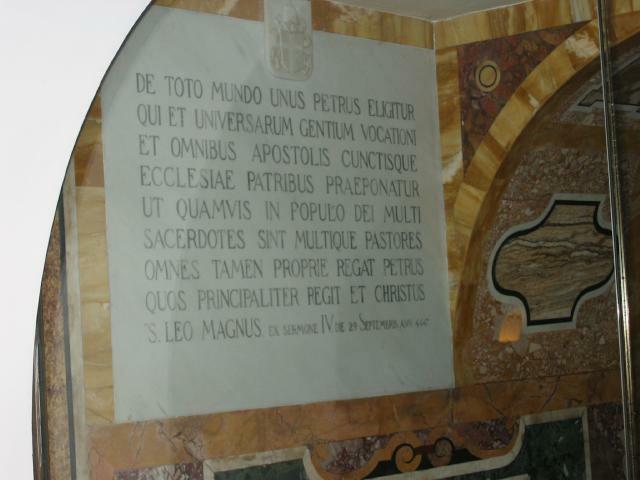 DE TOTO MUNDO UNUS PETRUS ELIGITUR
QUI ET UNIVERSARUM GENTIUM VOCATIONI
ET OMNIBUS APOSTOLIS CUNCTISQUE
ECCLESIAE PATRIBUS PRAEPONATUR
UT QUAMVIS IN POPULO DEI MULTI
SACERDOTES SINT MULTIQUE PASTORES
OMNES TAMEN PROPRIE REGAT PETRUS
QUOS PRINCIPALITER REGIT ET CHRISTUS
S. LEO MAGNUS. EX SERMONE IV DIE 29 SEPTEMBRIS